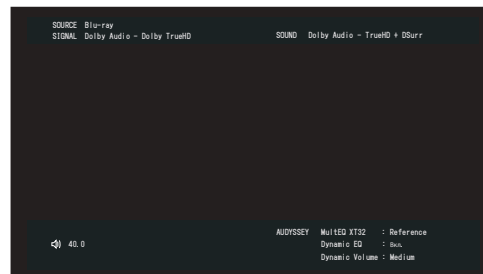 SOURCE Blu-ray
SIGNAL Dolby Audio - Dolby TrueHD
SOUND Dolby Audio - TrueHD + DSurr
40.0
AUDYSSEY MultEQ XT32 : Reference
Dynamic EQ : Вкл.
Dynamic Volume : Medium